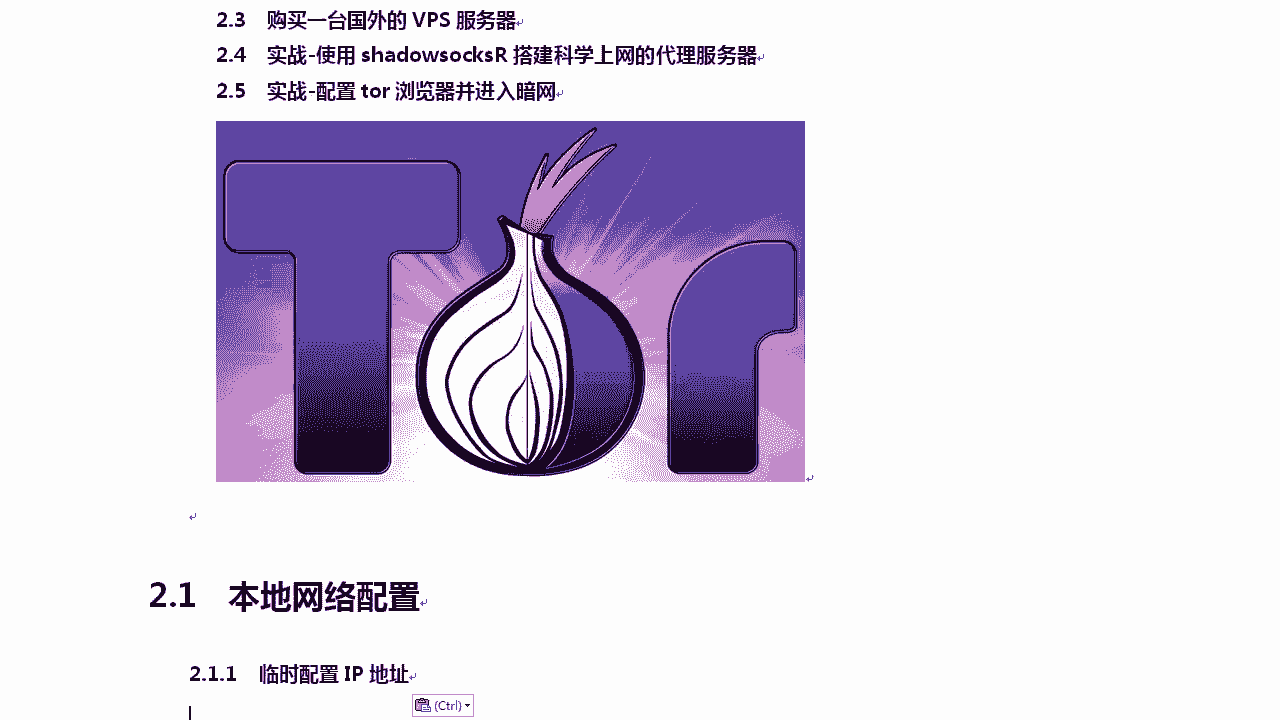 2.3 购买一台国外的 VPS 服务器
2.4 实战-使用 shadowsocksR 搭建科学上网的代理服务器
2.5 实战-配置 tor 浏览器并进入暗网
Tor
2.1 本地网络配置
2.1.1 临时配置 IP 地址
(Ctrl)